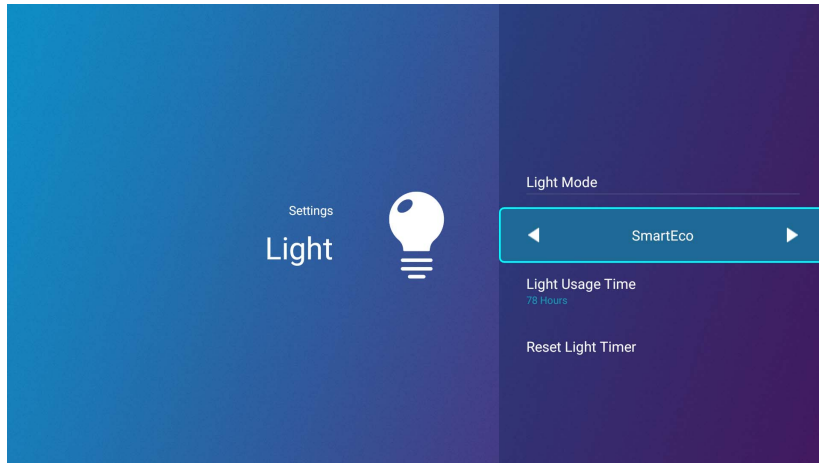 Settings
Light
Light Mode
SmartEco
Light Usage Time
78 Hours
Reset Light Timer